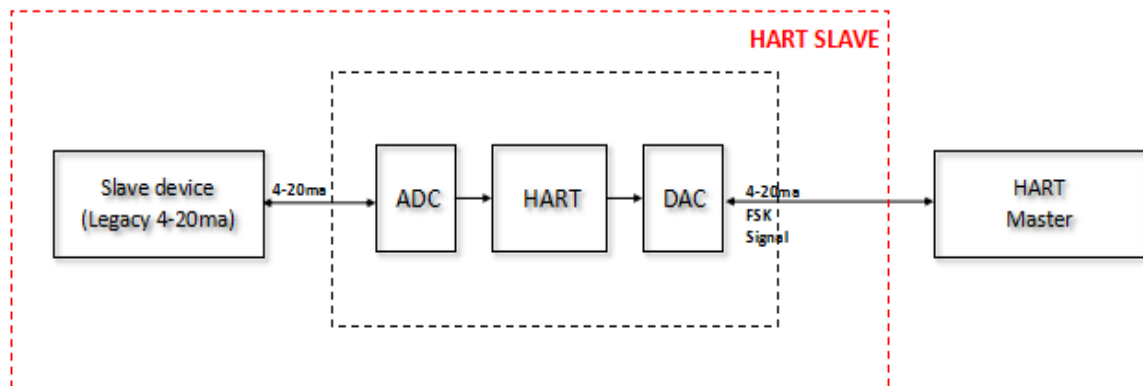 HART SLAVE
Slave device
(Legacy 4-20ma)
4-20ma
ADC
HART
DAC
4-20ma
FSK
Signal
HART
Master